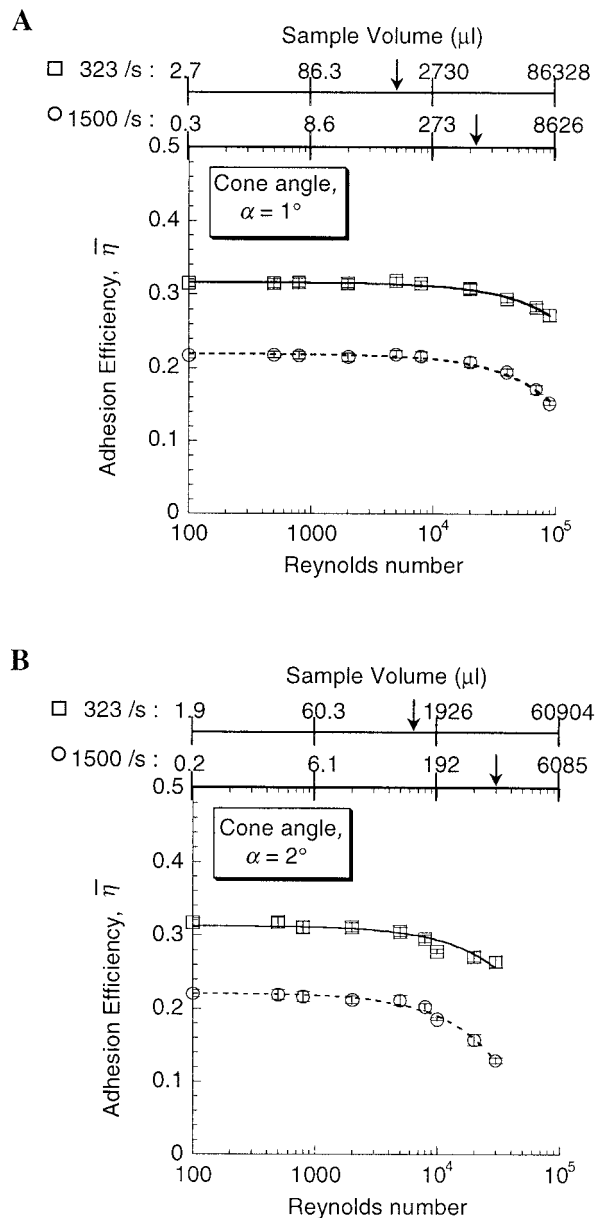 A
Sample Volume (μl)
323 /s : 2.7 86.3 2730 86328
1500 /s : 0.3 8.6 273 8626
0.5
Cone angle,
α = 1°
0.4
0.3
0.2
0.1
0
Adhesion Efficiency, η̅
100 1000 10⁴ 10⁵
Reynolds number
B
Sample Volume (μl)
323 /s : 1.9 60.3 1926 60904
1500 /s : 0.2 6.1 192 6085
0.5
Cone angle,
α = 2°
0.4
0.3
0.2
0.1
0
Adhesion Efficiency, η̅
100 1000 10⁴ 10⁵
Reynolds number